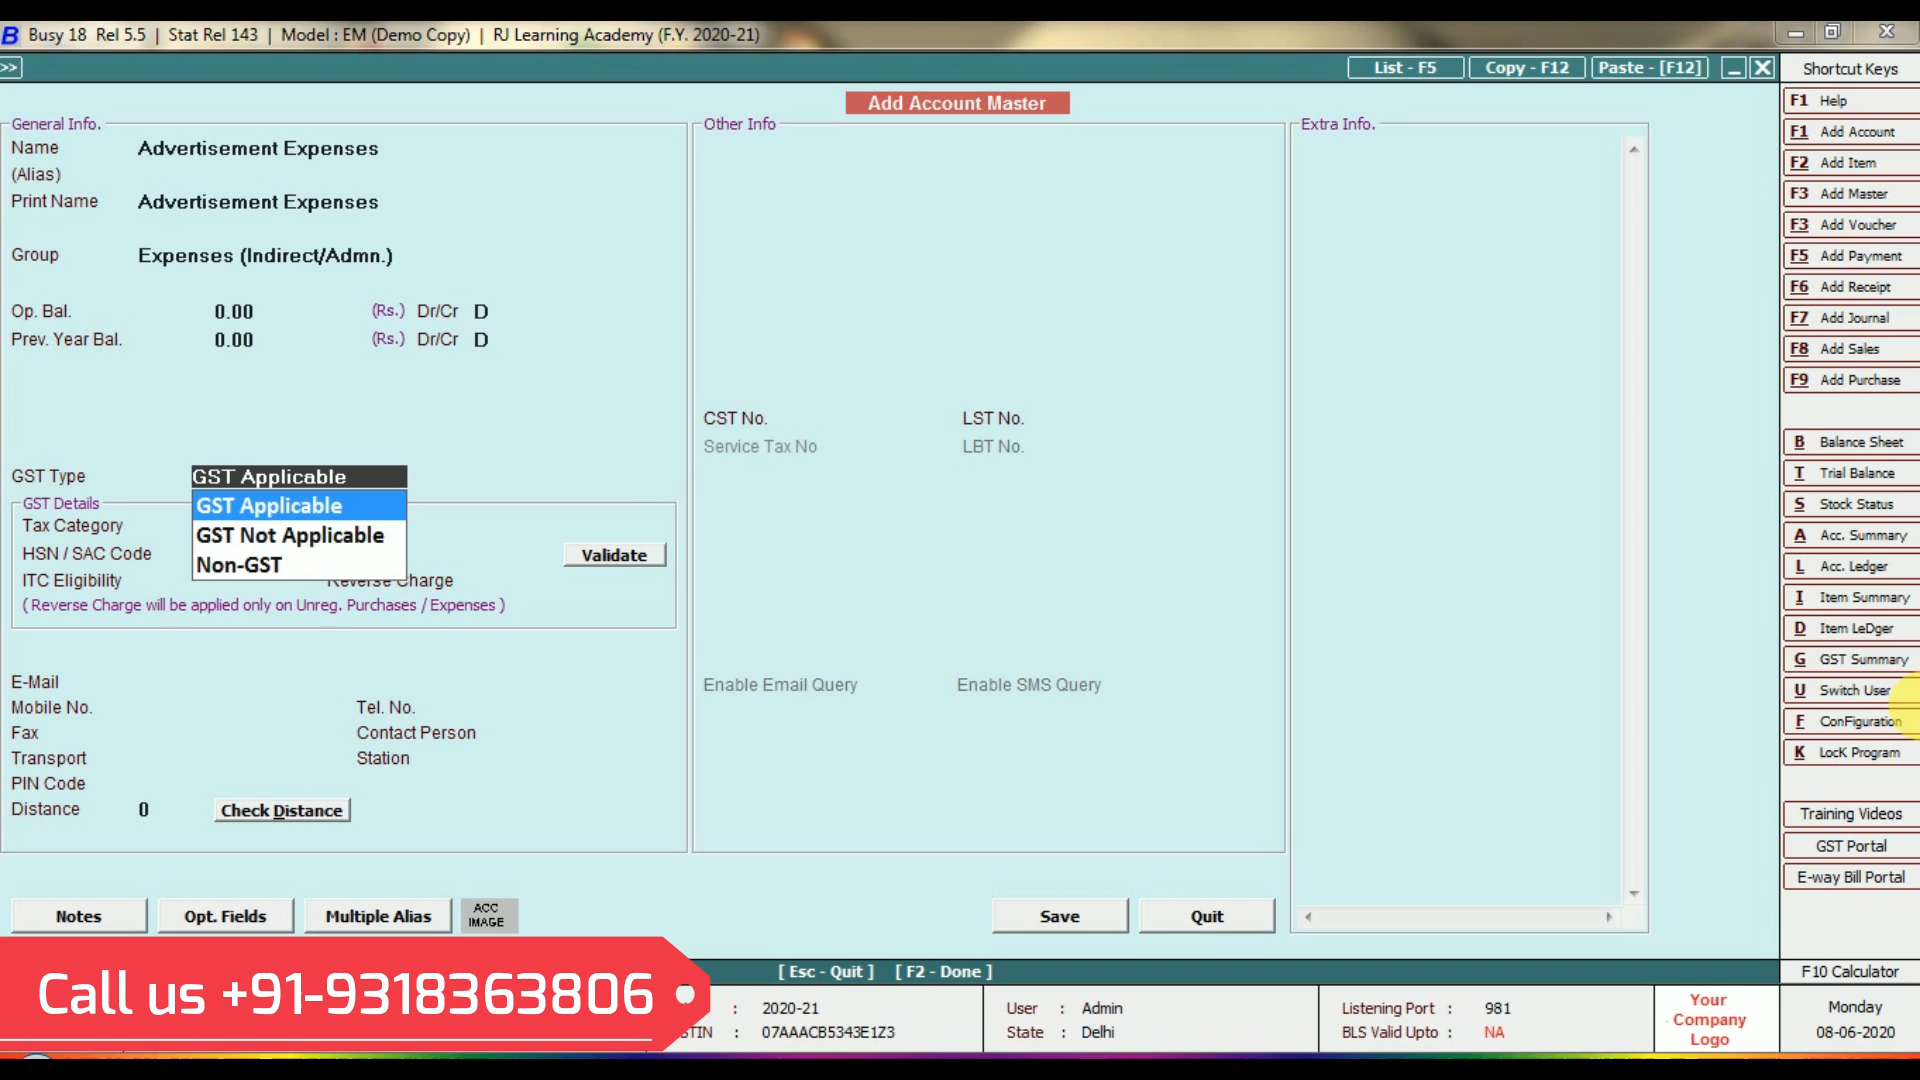 B Busy 18 Rel 5.5 | Stat Rel 143 | Model : EM (Demo Copy) | RJ Learning Academy (F.Y. 2020-21)
>> List - F5 Copy - F12 Paste - [F12]
Add Account Master
General Info.
Name Advertisement Expenses
(Alias)
Print Name Advertisement Expenses
Group Expenses (Indirect/Admn.)
Op. Bal. 0.00 (Rs.) Dr/Cr D
Prev. Year Bal. 0.00 (Rs.) Dr/Cr D
GST Type GST Applicable
GST Applicable
GST Not Applicable
Non-GST
GST Details
Tax Category
HSN / SAC Code Validate
ITC Eligibility Reverse Charge
( Reverse Charge will be applied only on Unreg. Purchases / Expenses )
E-Mail
Mobile No. Tel. No.
Fax Contact Person
Transport Station
PIN Code
Distance 0 Check Distance
Other Info
CST No. LST No.
Service Tax No LBT No.
Enable Email Query Enable SMS Query
Extra Info.
Notes Opt. Fields Multiple Alias ACC IMAGE Save Quit
Shortcut Keys
F1 Help
F1 Add Account
F2 Add Item
F3 Add Master
F3 Add Voucher
F5 Add Payment
F6 Add Receipt
F7 Add Journal
F8 Add Sales
F9 Add Purchase
B Balance Sheet
T Trial Balance
S Stock Status
A Acc. Summary
L Acc. Ledger
I Item Summary
D Item LeDger
G GST Summary
U Switch User
F ConFiguration
K LocK Program
Training Videos
GST Portal
E-way Bill Portal
F10 Calculator
Call us +91-9318363806
[ Esc - Quit ] [ F2 - Done ]
: 2020-21 User : Admin Listening Port : 981
: 07AAACB5343E1Z3 State : Delhi BLS Valid Upto : NA
Your
Company
Logo
Monday
08-06-2020